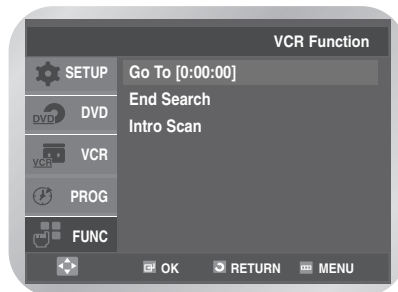 VCR Function
SETUP
Go To [0:00:00]
DVD
DVD
End Search
Intro Scan
VCR
VCR
PROG
FUNC
OK
RETURN
MENU